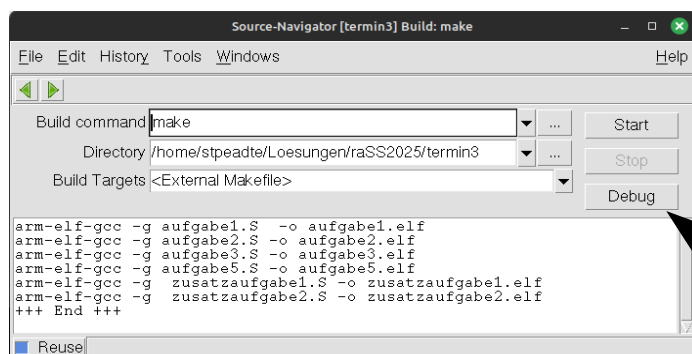 Source-Navigator [termin3] Build: make
File Edit History Tools Windows Help
Build command make ... Start
Directory /home/stpeadte/Loesungen/raSS2025/termin3 ... Stop
Build Targets <External Makefile>
Debug
arm-elf-gcc -g aufgabe1.S  -o aufgabe1.elf
arm-elf-gcc -g aufgabe2.S -o aufgabe2.elf
arm-elf-gcc -g aufgabe3.S -o aufgabe3.elf
arm-elf-gcc -g aufgabe5.S -o aufgabe5.elf
arm-elf-gcc -g  zusatzaufgabe1.S -o zusatzaufgabe1.elf
arm-elf-gcc -g  zusatzaufgabe2.S -o zusatzaufgabe2.elf
+++ End +++
Reuse